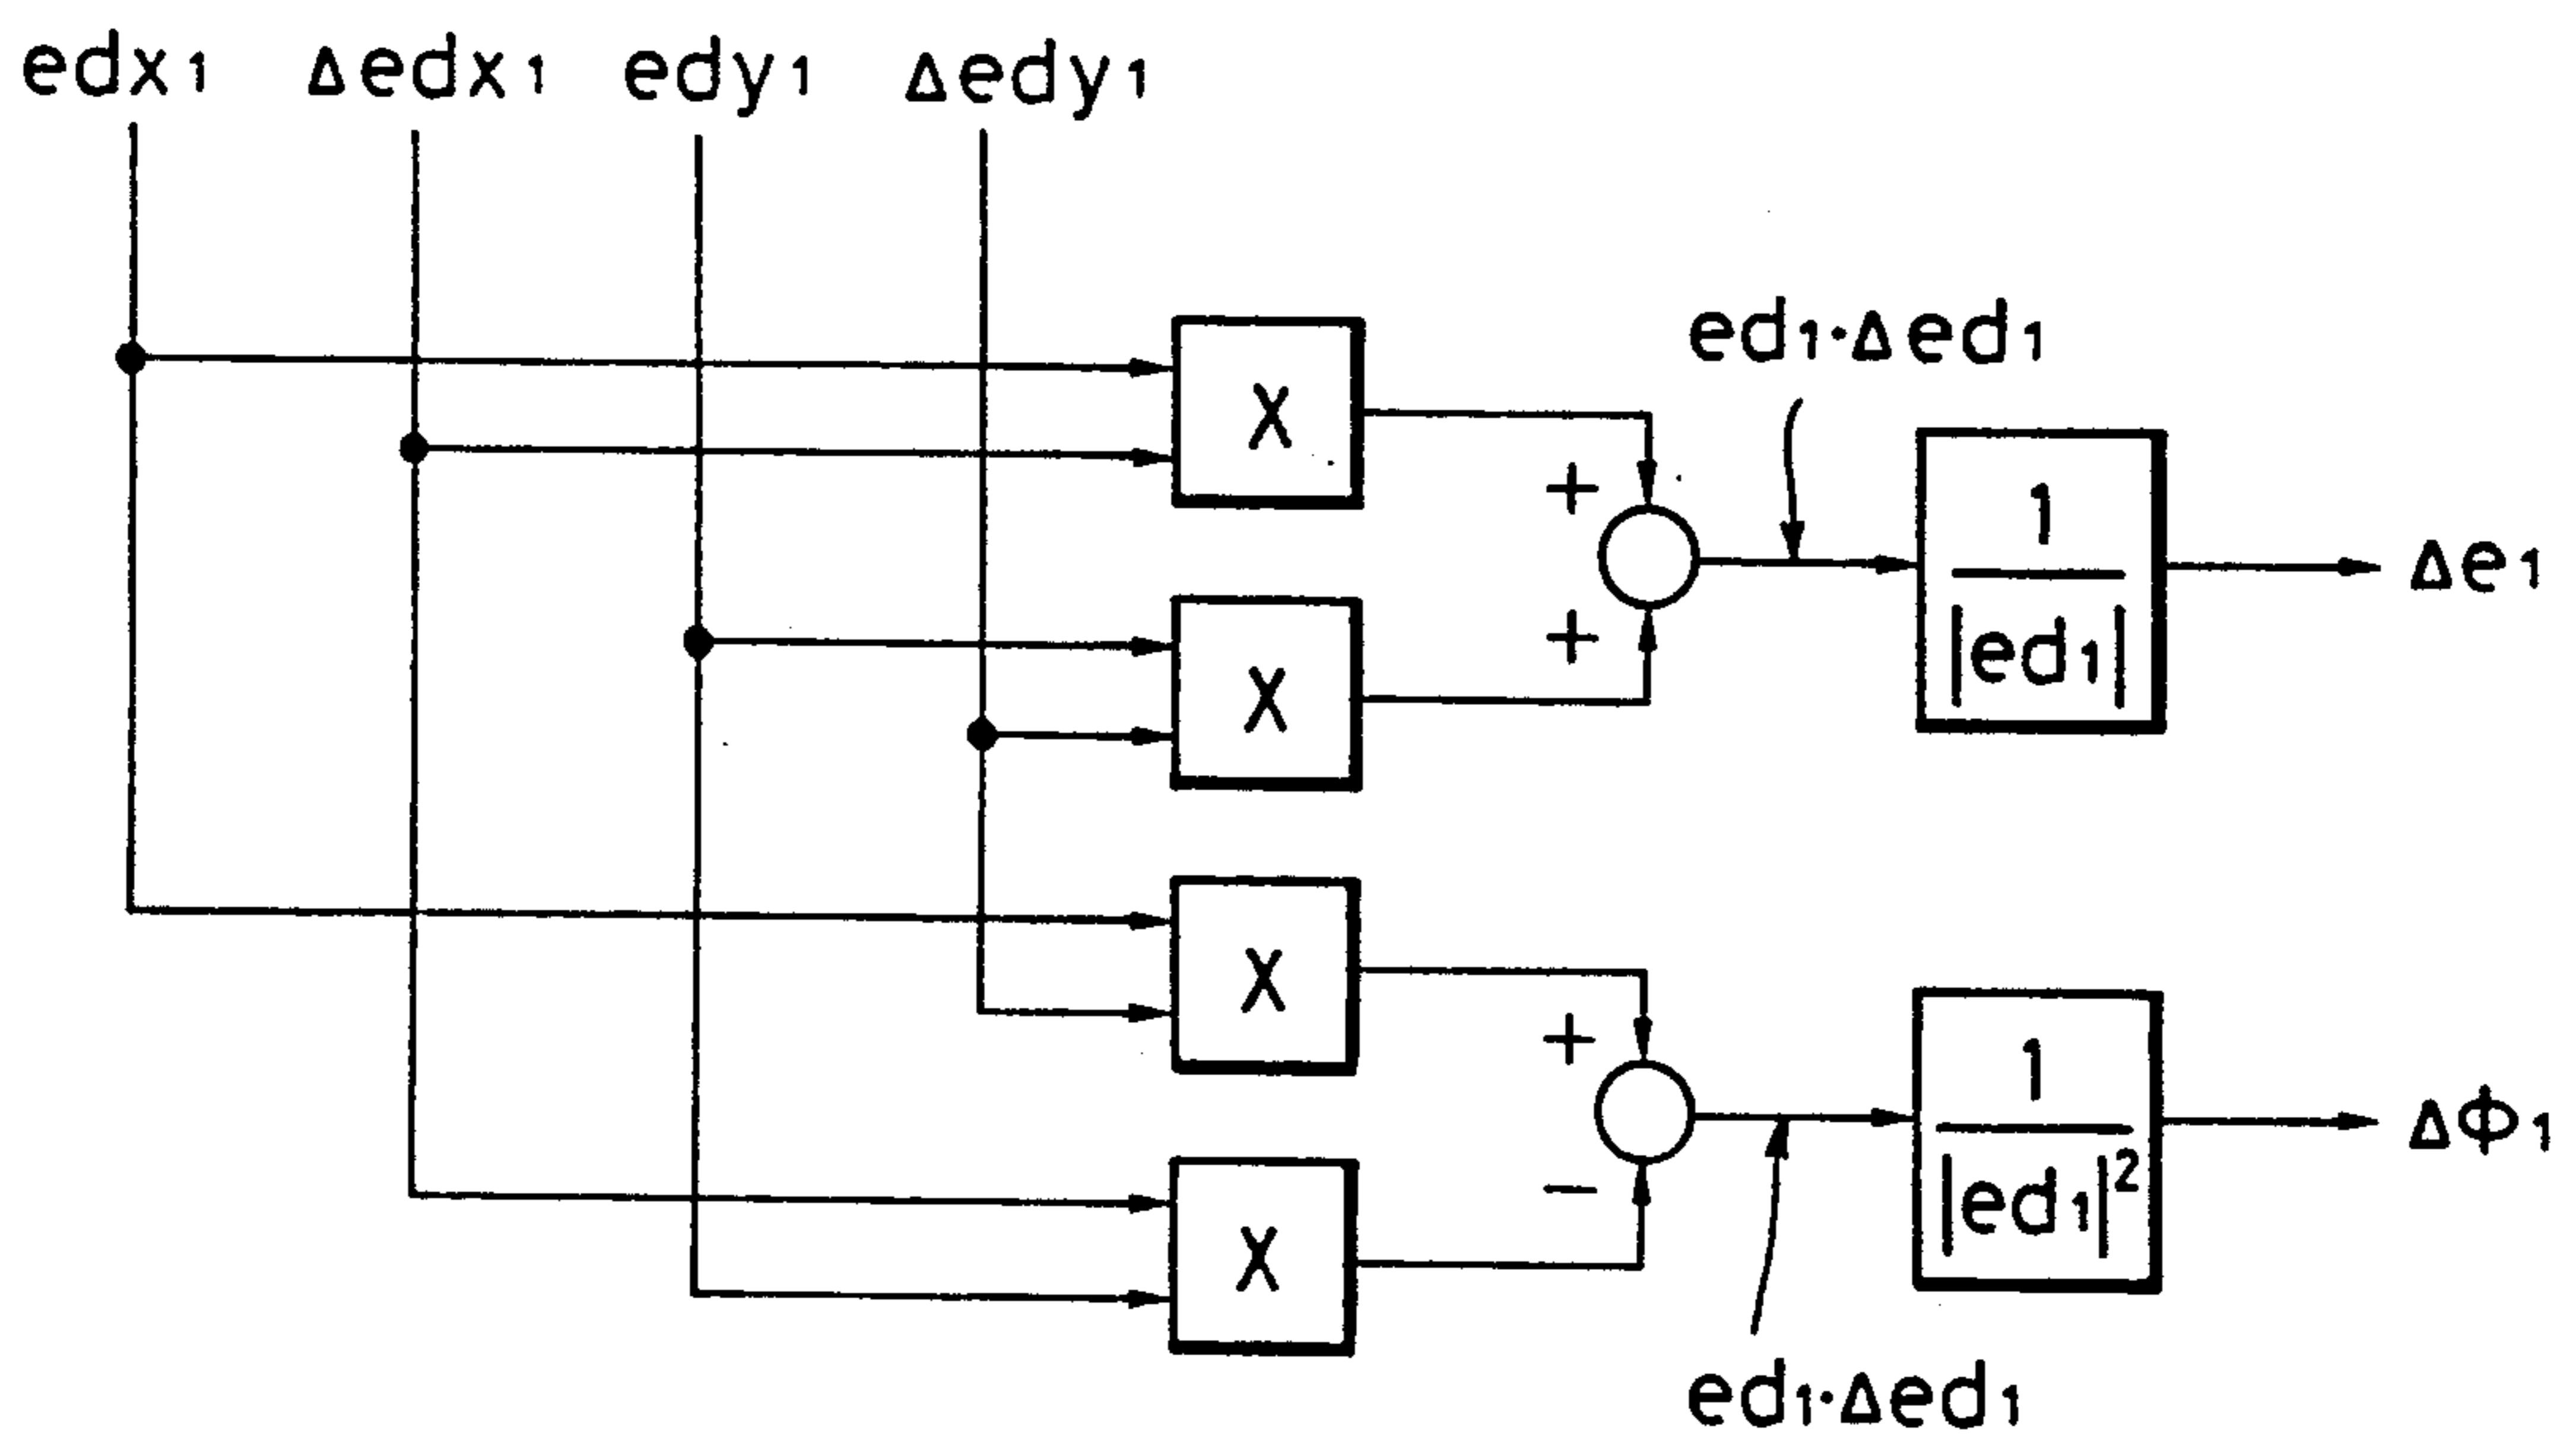 edx₁ Δedx₁ edy₁ Δedy₁
ed₁·Δed₁
X
+
1
|ed₁|
Δe₁
+
X
X
+
1
|ed₁|²
Δϕ₁
−
X
ed₁·Δed₁